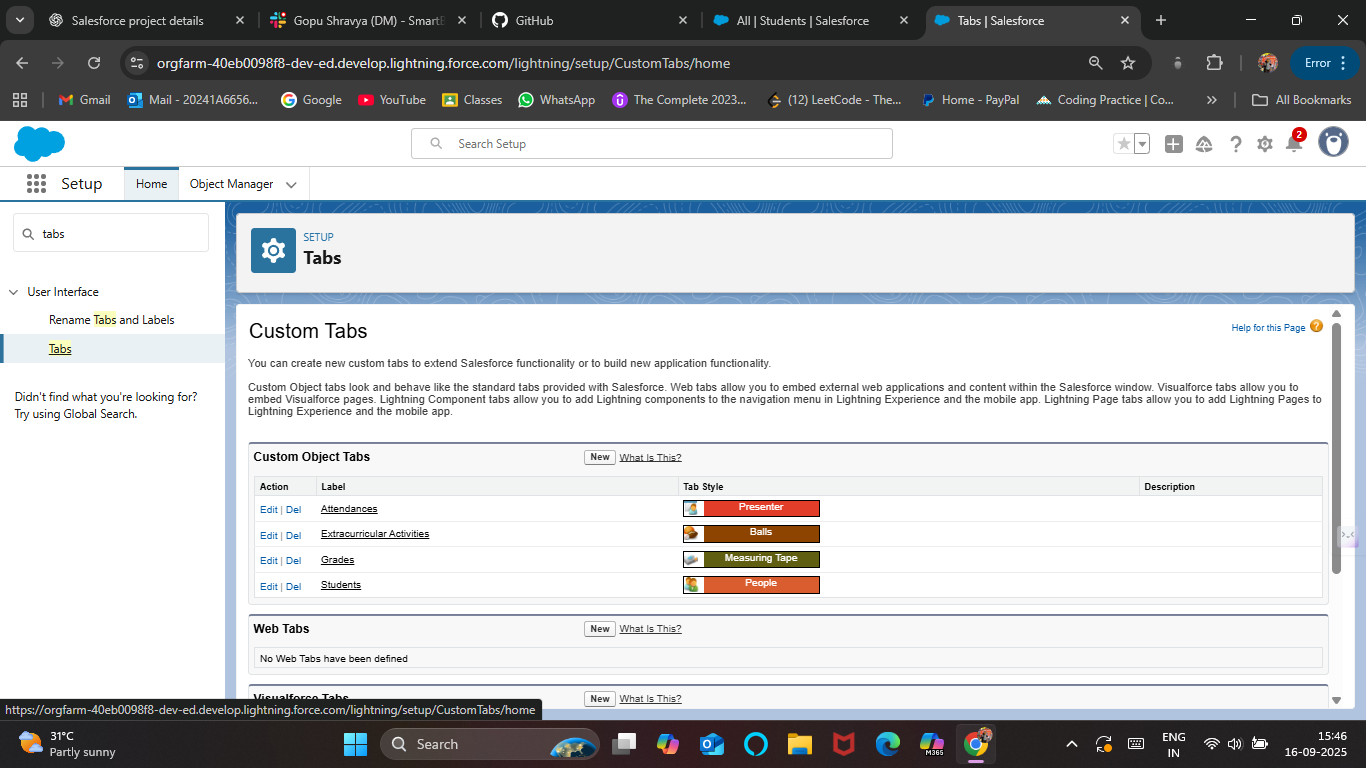 Salesforce project details
Gopu Shravya (DM) - SmartB
GitHub
All | Students | Salesforce
Tabs | Salesforce
orgfarm-40eb0098f8-dev-ed.develop.lightning.force.com/lightning/setup/CustomTabs/home
Error
Gmail
Mail - 20241A6656...
Google
YouTube
Classes
WhatsApp
The Complete 2023...
(12) LeetCode - The...
Home - PayPal
Coding Practice | Co...
All Bookmarks
Search Setup
2
Setup
Home
Object Manager
tabs
User Interface
Rename Tabs and Labels
Tabs
Didn't find what you're looking for?
Try using Global Search.
SETUP
Tabs
Custom Tabs
Help for this Page
You can create new custom tabs to extend Salesforce functionality or to build new application functionality.
Custom Object tabs look and behave like the standard tabs provided with Salesforce. Web tabs allow you to embed external web applications and content within the Salesforce window. Visualforce tabs allow you to
embed Visualforce pages. Lightning Component tabs allow you to add Lightning components to the navigation menu in Lightning Experience and the mobile app. Lightning Page tabs allow you to add Lightning Pages to
Lightning Experience and the mobile app.
Custom Object Tabs New What Is This?
Action Label Tab Style Description
Edit | Del Attendances Presenter
Edit | Del Extracurricular Activities Balls
Edit | Del Grades Measuring Tape
Edit | Del Students People
Web Tabs New What Is This?
No Web Tabs have been defined
Visualforce Tabs New What Is This?
https://orgfarm-40eb0098f8-dev-ed.develop.lightning.force.com/lightning/setup/CustomTabs/home
31°C
Partly sunny
Search
M365
ENG
IN
15:46
16-09-2025